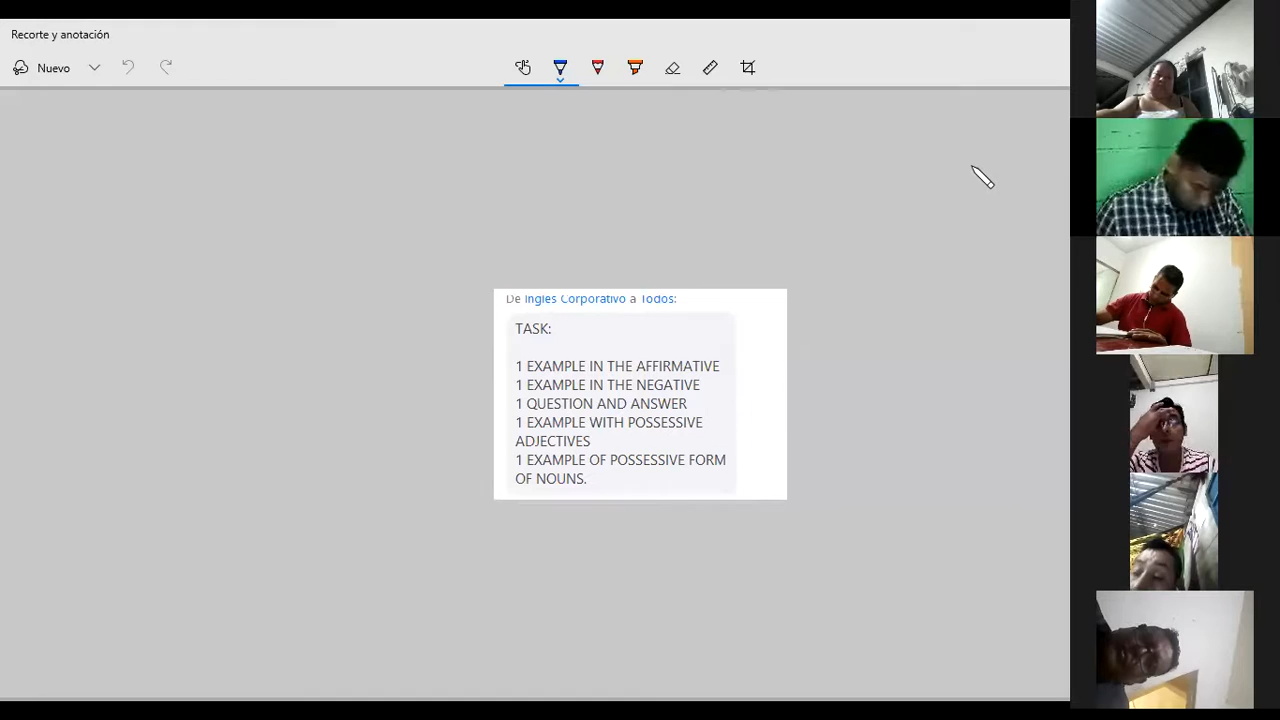 Recorte y anotación
Nuevo
De Ingles Corporativo a Todos:
TASK:
1 EXAMPLE IN THE AFFIRMATIVE
1 EXAMPLE IN THE NEGATIVE
1 QUESTION AND ANSWER
1 EXAMPLE WITH POSSESSIVE
ADJECTIVES
1 EXAMPLE OF POSSESSIVE FORM
OF NOUNS.